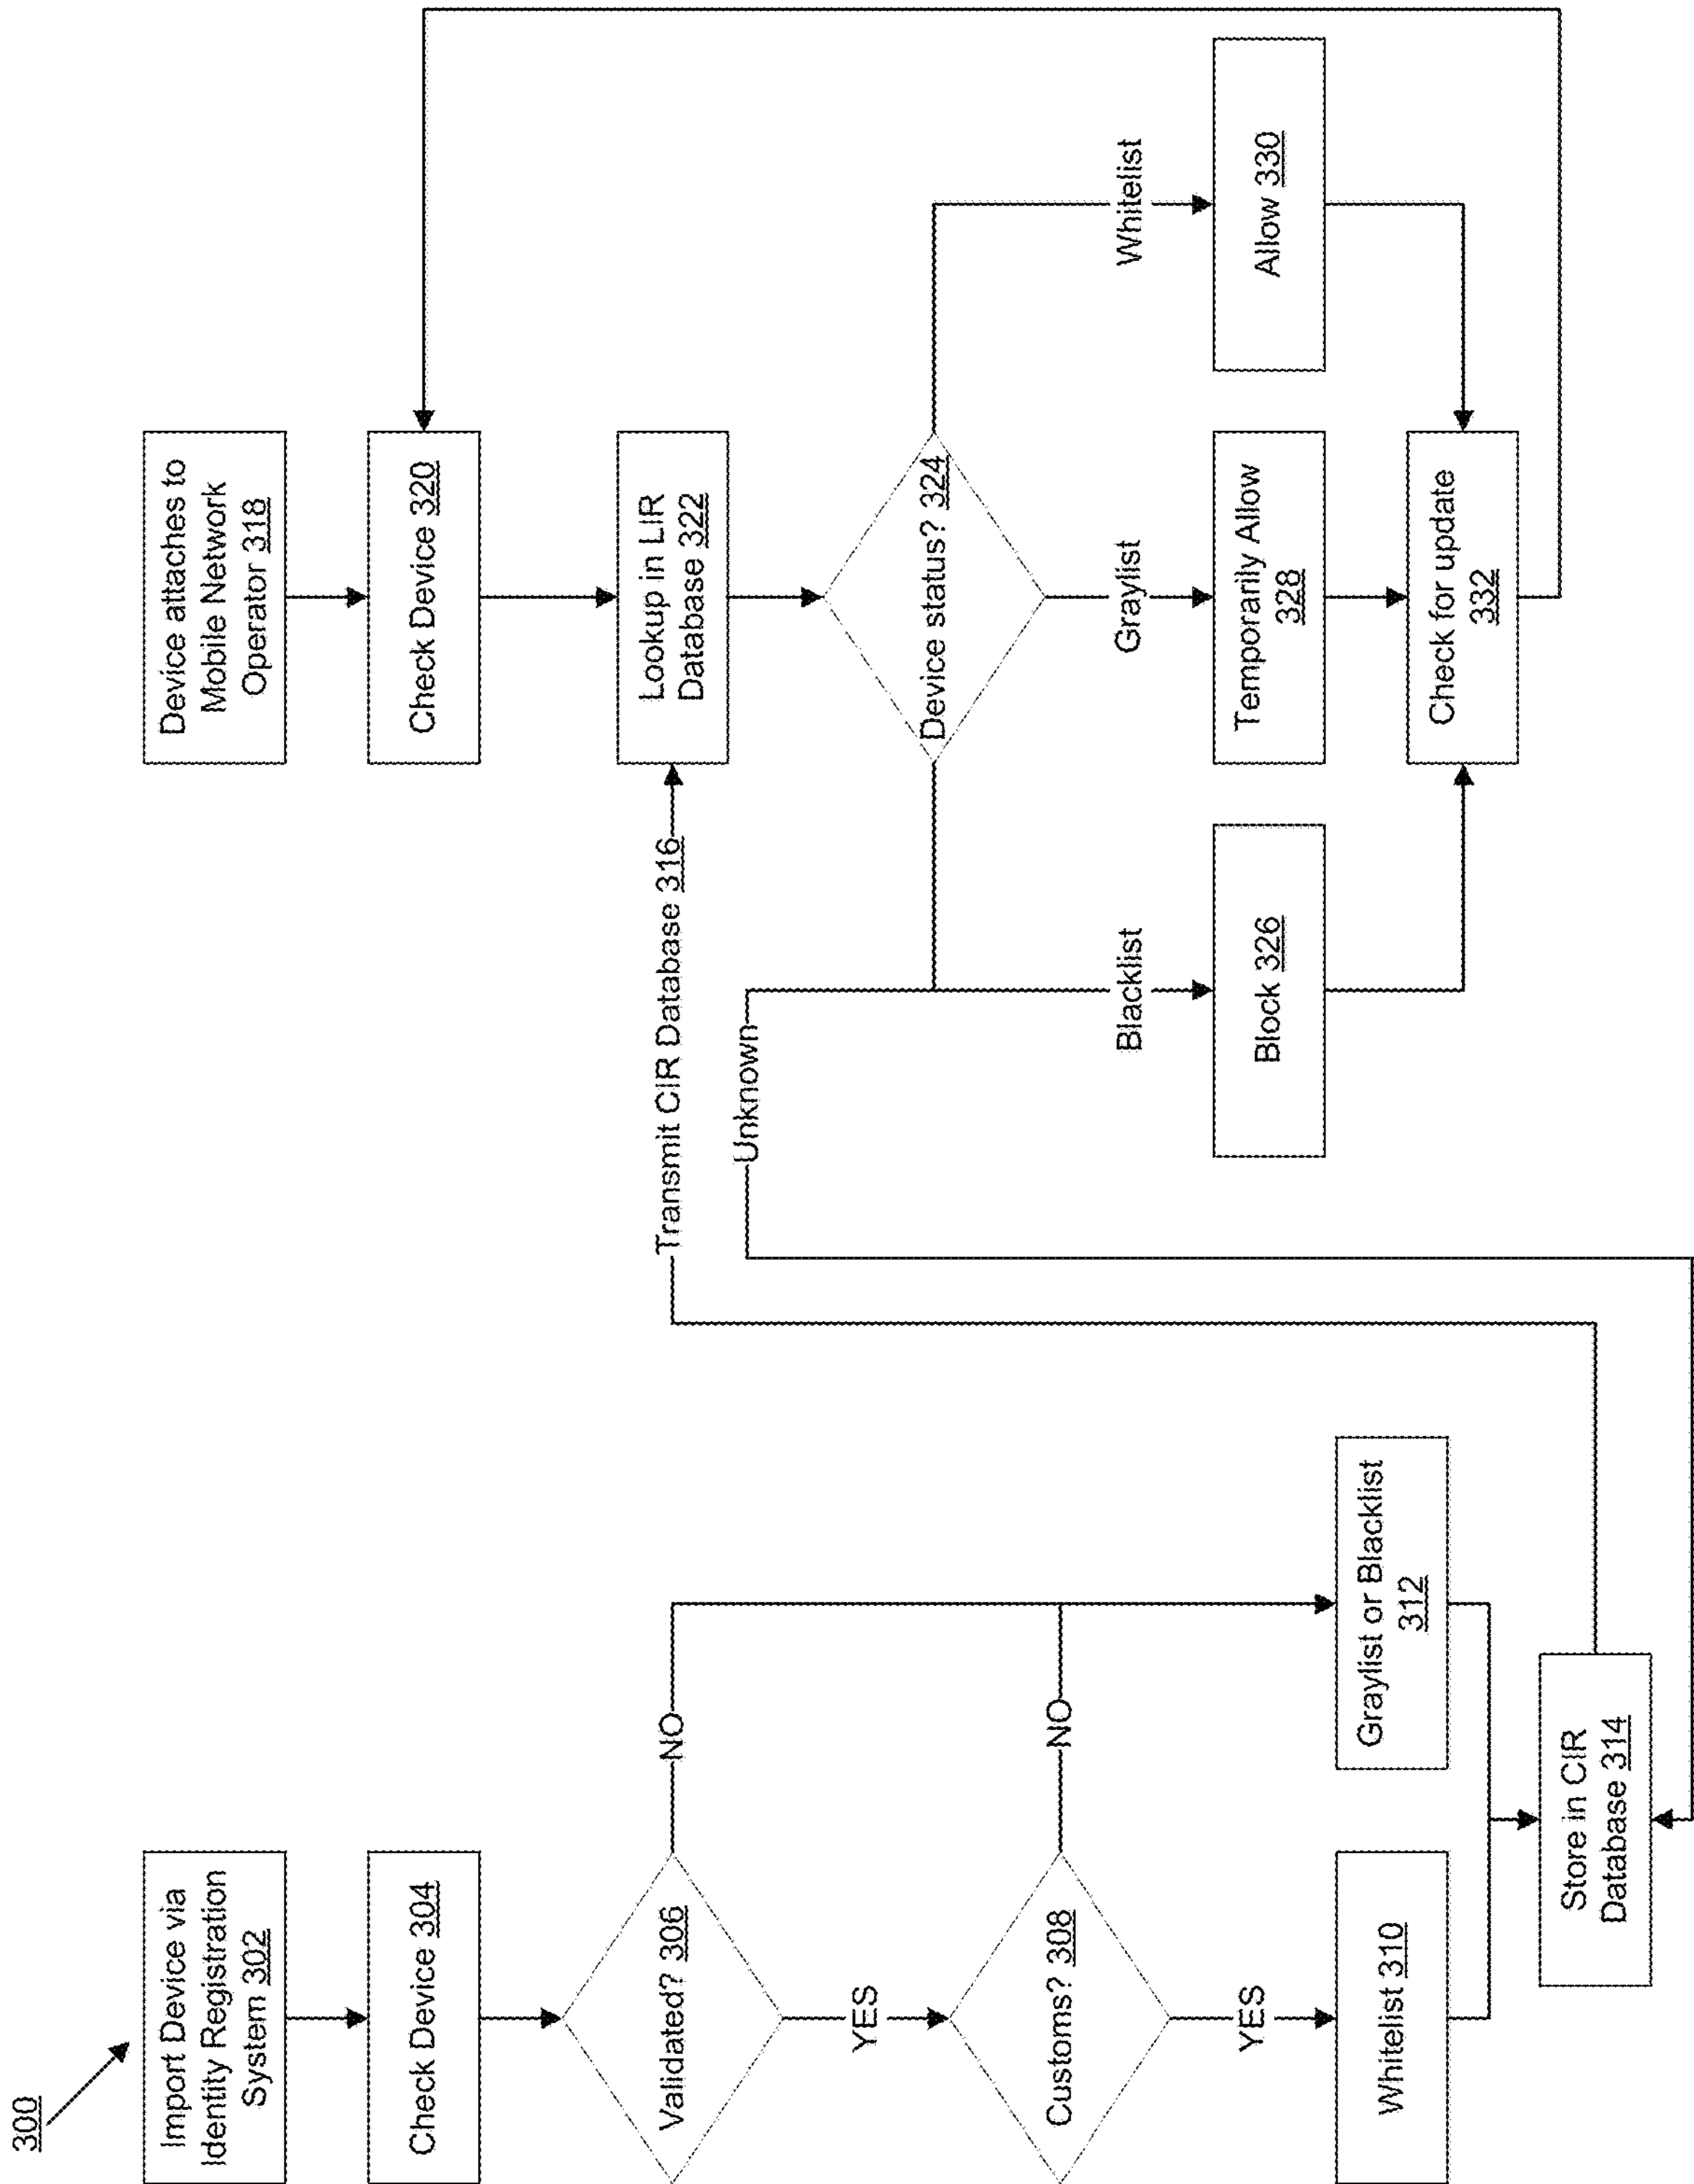 300
Import Device via
Identity Registration
System 302
Check Device 304
Validated? 306
NO
YES
Customs? 308
NO
YES
Whitelist 310
Graylist or Blacklist
312
Store in CIR
Database 314
Transmit CIR Database 316
Device attaches to
Mobile Network
Operator 318
Check Device 320
Lookup in LIR
Database 322
Device status? 324
Unknown
Blacklist
Graylist
Whitelist
Block 326
Temporarily Allow
328
Allow 330
Check for update
332